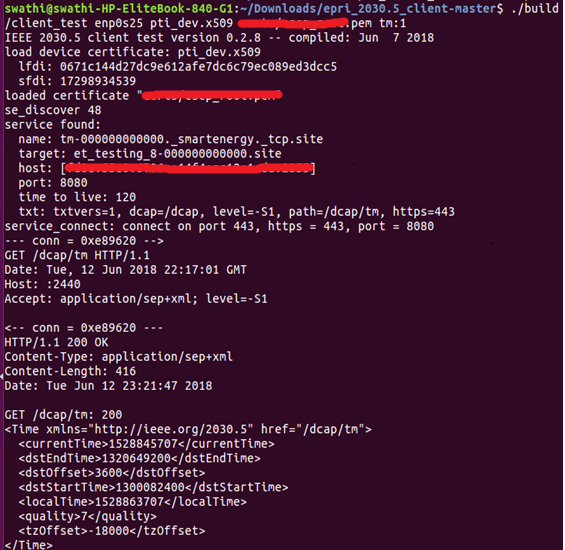 swathi@swathi-HP-EliteBook-840-G1:~/Downloads/epri_2030.5_client-master$ ./build
/client_test enp0s25 pti_dev.x509 .pem tm:1
IEEE 2030.5 client test version 0.2.8 -- compiled: Jun  7 2018
load device certificate: pti_dev.x509
  lfdi: 0671c144d27dc9e612afe7dc6c79ec089ed3dcc5
  sfdi: 17298934539
loaded certificate "
se_discover 48
service found:
  name: tm-000000000000._smartenergy._tcp.site
  target: et_testing_8-000000000000.site
  host: [ ]
  port: 8080
  time to live: 120
  txt: txtvers=1, dcap=/dcap, level=-S1, path=/dcap/tm, https=443
service_connect: connect on port 443, https = 443, port = 8080
--- conn = 0xe89620 -->
GET /dcap/tm HTTP/1.1
Date: Tue, 12 Jun 2018 22:17:01 GMT
Host: :2440
Accept: application/sep+xml; level=-S1

<-- conn = 0xe89620 ---
HTTP/1.1 200 OK
Content-Type: application/sep+xml
Content-Length: 416
Date: Tue Jun 12 23:21:47 2018

GET /dcap/tm: 200
<Time xmlns="http://ieee.org/2030.5" href="/dcap/tm">
  <currentTime>1528845707</currentTime>
  <dstEndTime>1320649200</dstEndTime>
  <dstOffset>3600</dstOffset>
  <dstStartTime>1300082400</dstStartTime>
  <localTime>1528863707</localTime>
  <quality>7</quality>
  <tzOffset>-18000</tzOffset>
</Time>